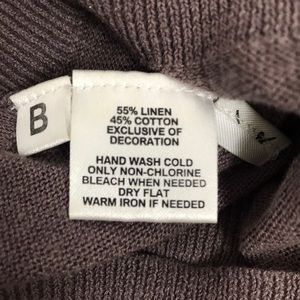 B
55% LINEN
45% COTTON
EXCLUSIVE OF
DECORATION
HAND WASH COLD
ONLY NON-CHLORINE
BLEACH WHEN NEEDED
DRY FLAT
WARM IRON IF NEEDED